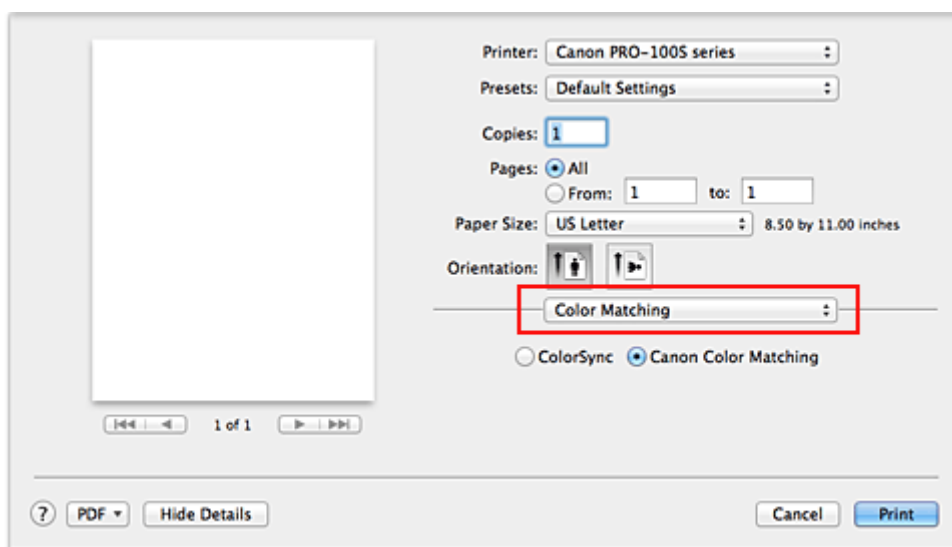 Printer: Canon PRO-100S series
Presets: Default Settings
Copies: 1
Pages: All
From: 1 to: 1
Paper Size: US Letter 8.50 by 11.00 inches
Orientation:
Color Matching
ColorSync Canon Color Matching
1 of 1
? PDF Hide Details Cancel Print